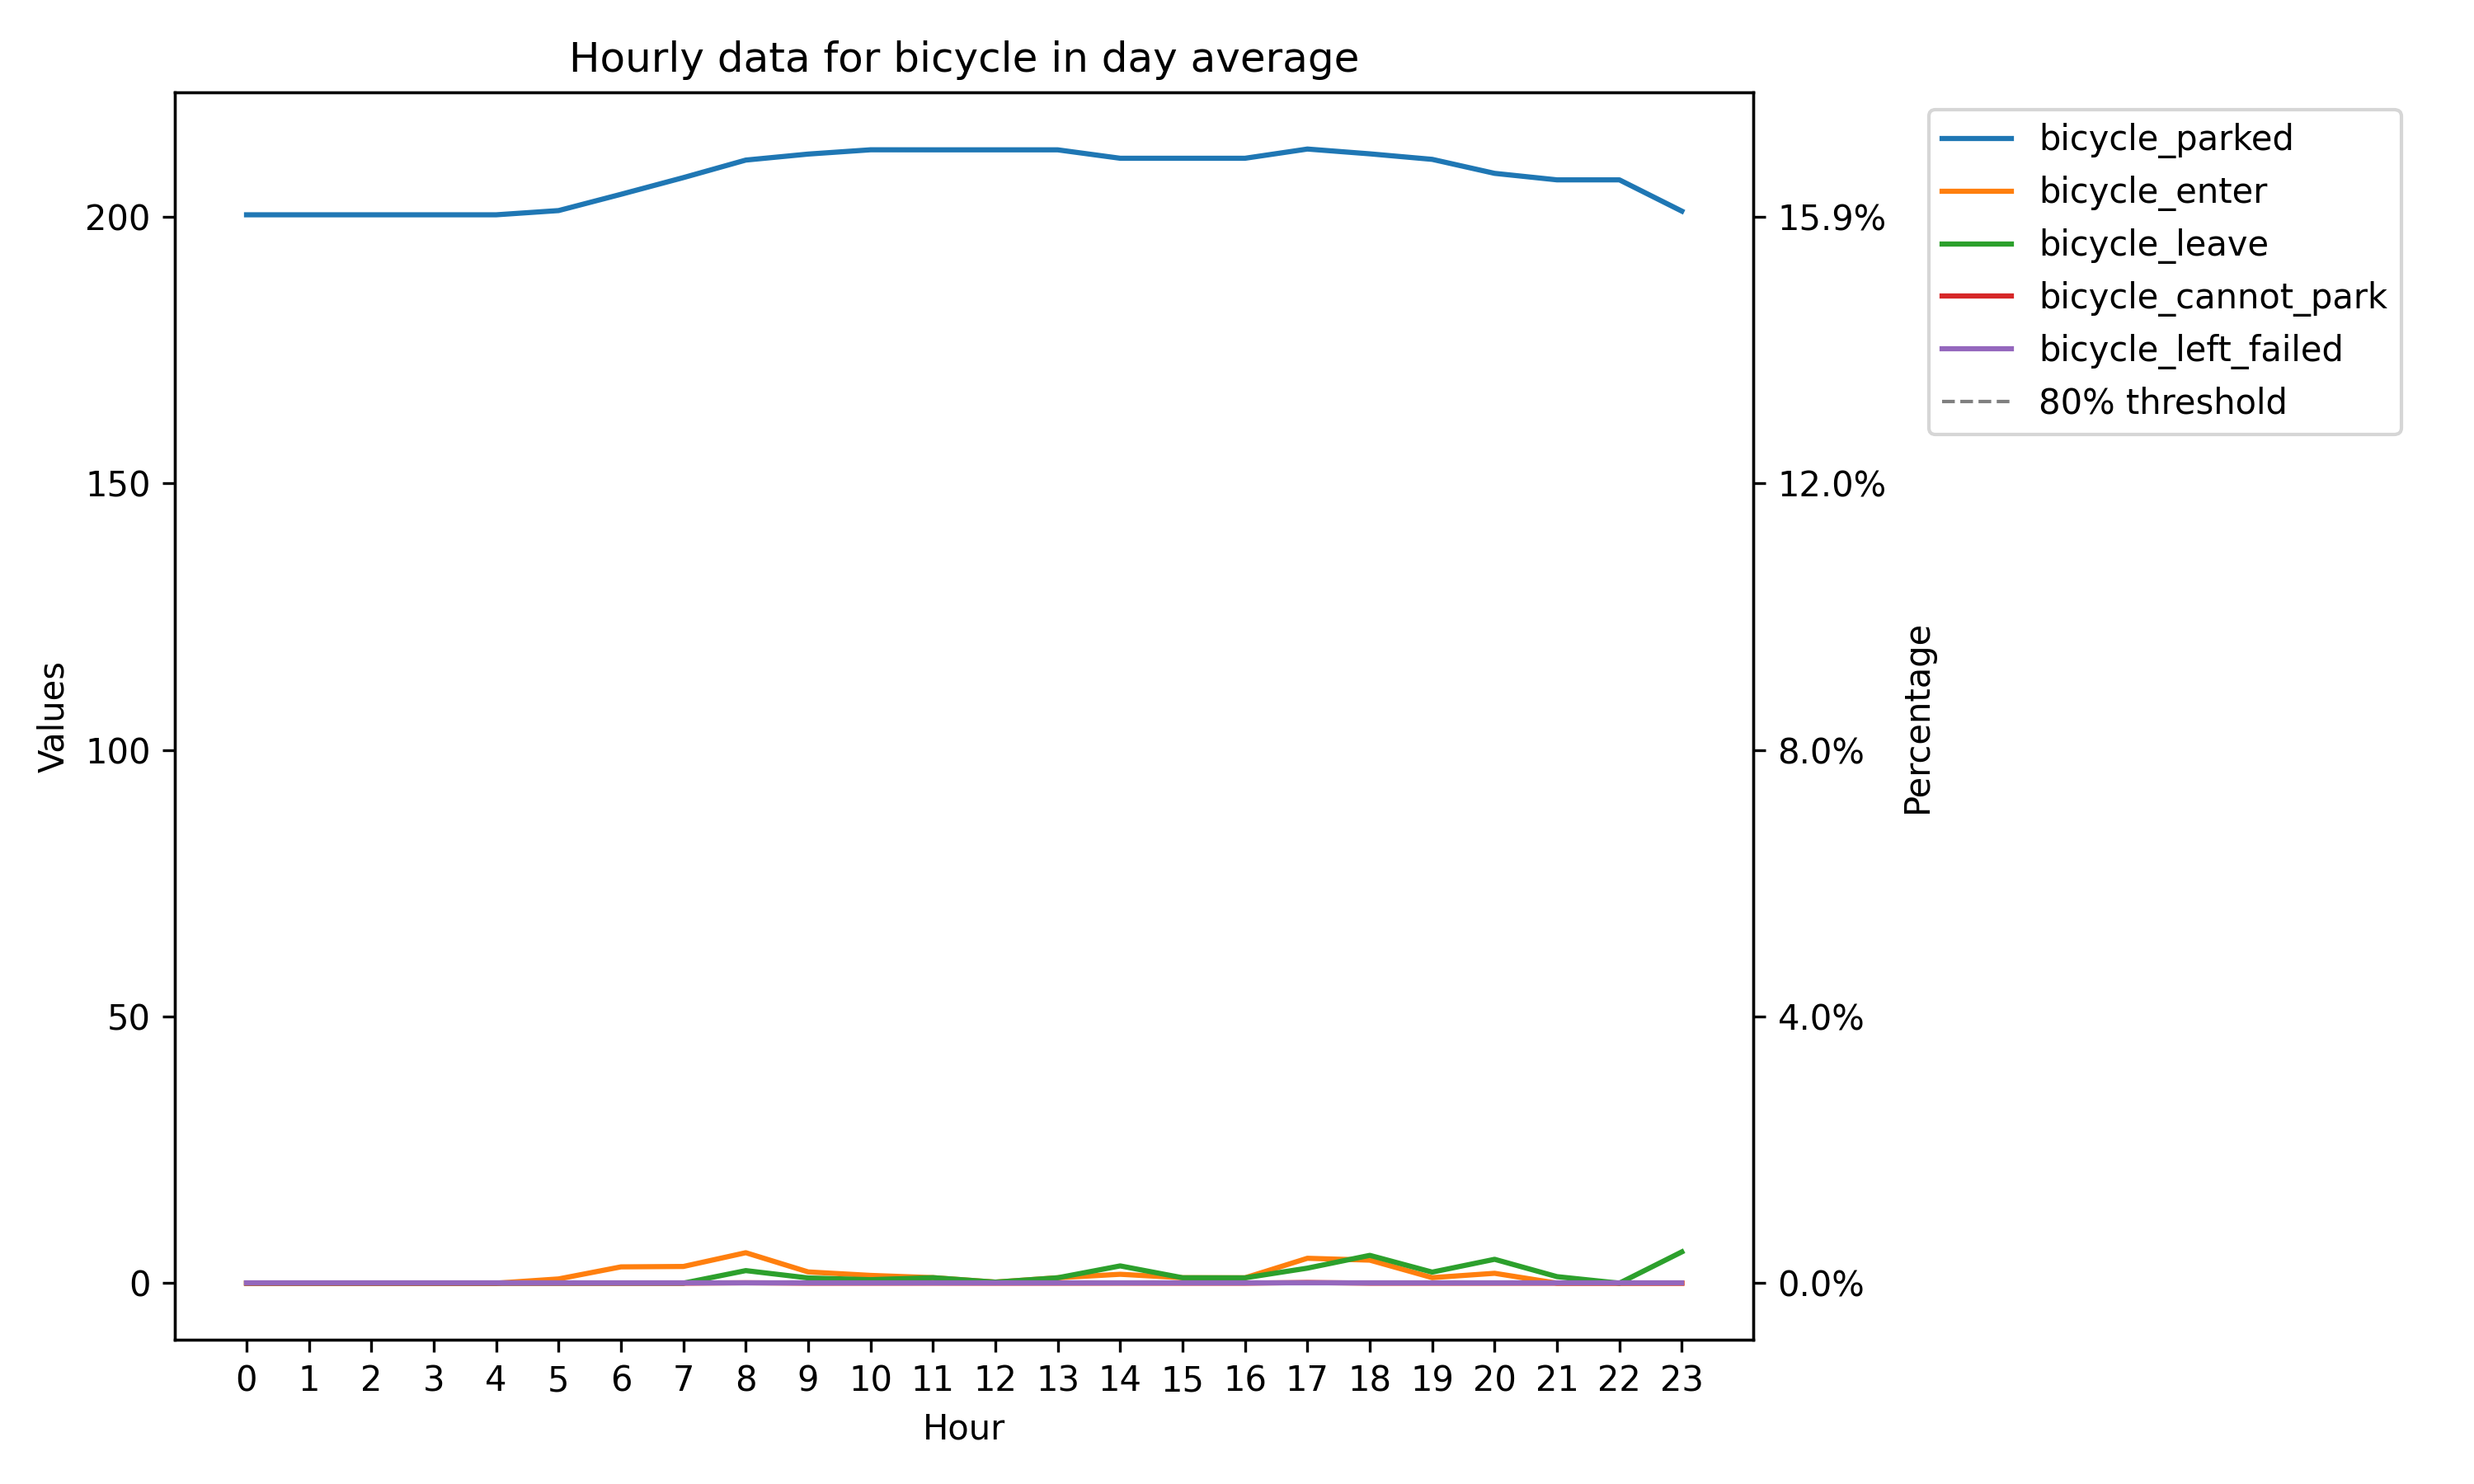 Hourly data for bicycle in day average
bicycle_parked
bicycle_enter
bicycle_leave
bicycle_cannot_park
bicycle_left_failed
80% threshold
200
150
100
50
0
Values
15.9%
12.0%
8.0%
4.0%
0.0%
Percentage
0 1 2 3 4 5 6 7 8 9 10 11 12 13 14 15 16 17 18 19 20 21 22 23
Hour